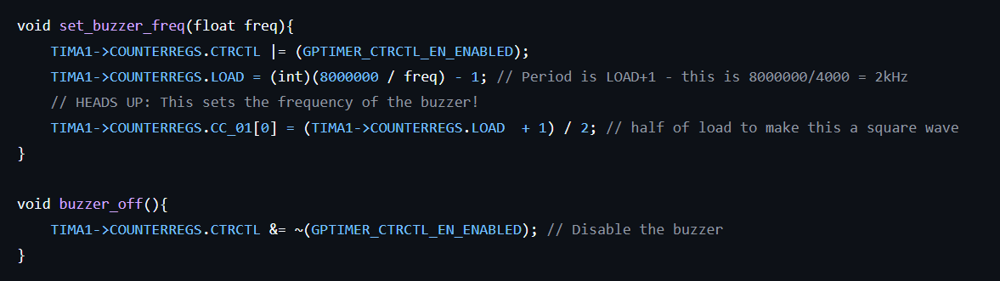 void set_buzzer_freq(float freq){
    TIMA1->COUNTERREGS.CTRCTL |= (GPTIMER_CTRCTL_EN_ENABLED);
    TIMA1->COUNTERREGS.LOAD = (int)(8000000 / freq) - 1; // Period is LOAD+1 - this is 8000000/4000 = 2kHz
    // HEADS UP: This sets the frequency of the buzzer!
    TIMA1->COUNTERREGS.CC_01[0] = (TIMA1->COUNTERREGS.LOAD  + 1) / 2; // half of load to make this a square wave
}

void buzzer_off(){
    TIMA1->COUNTERREGS.CTRCTL &= ~(GPTIMER_CTRCTL_EN_ENABLED); // Disable the buzzer
}